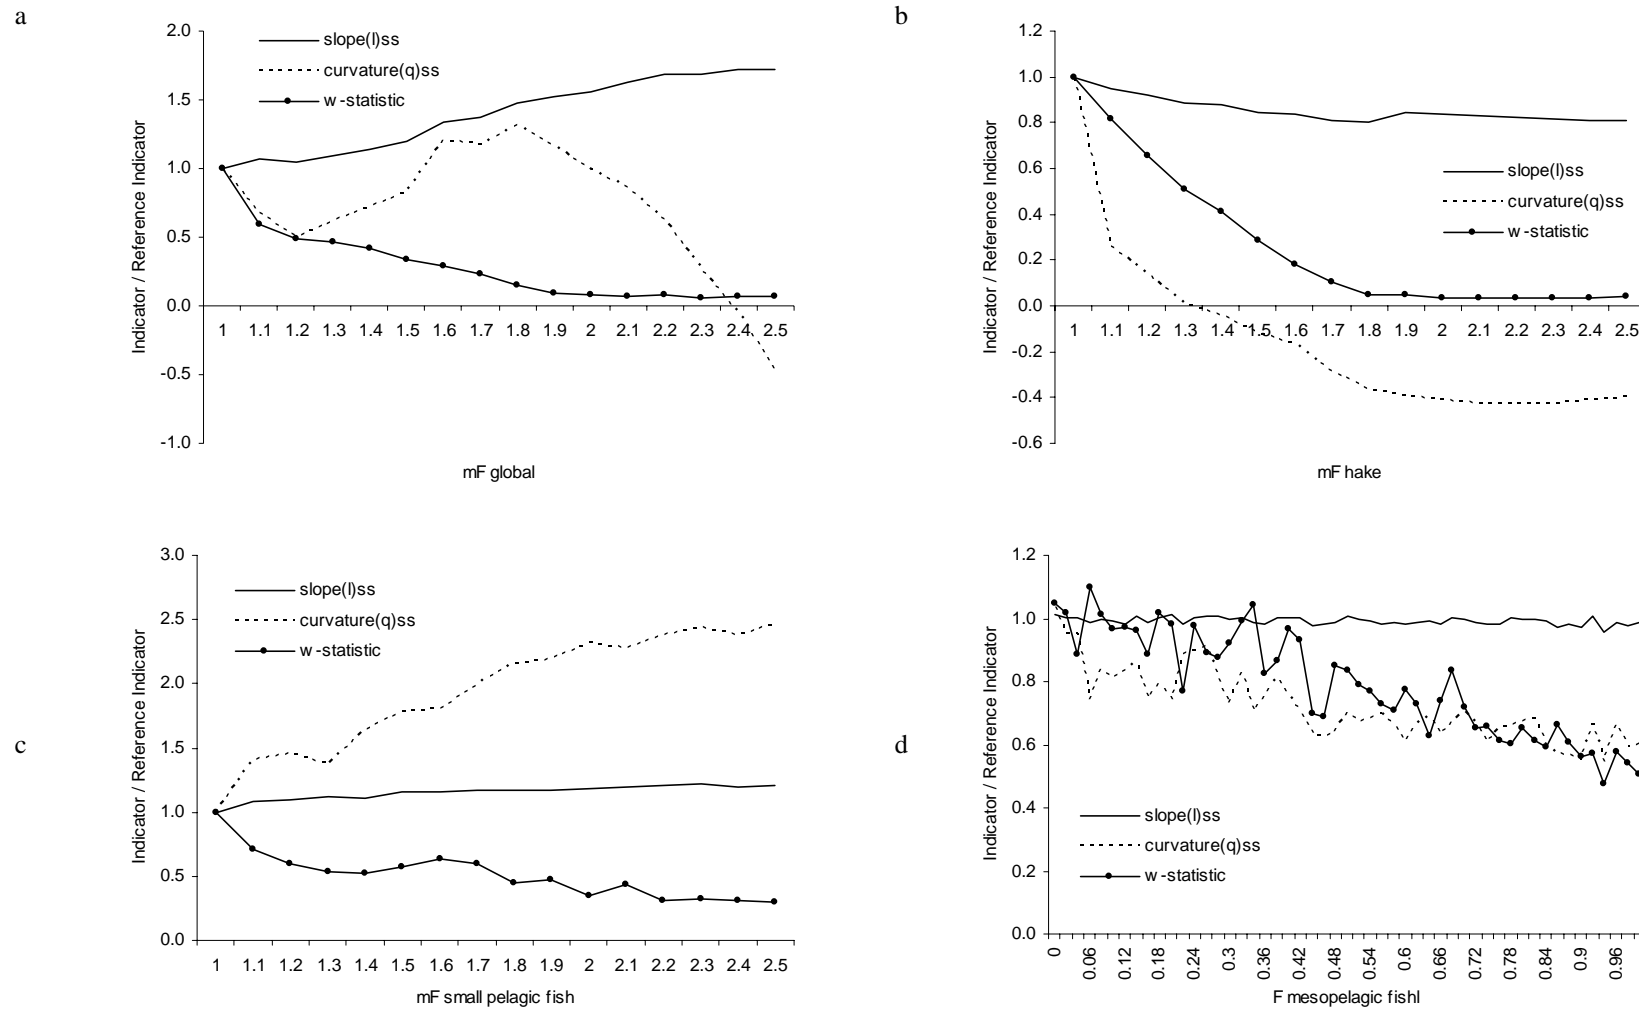 a
2.0
1.5
1.0
0.5
0.0
-0.5
-1.0
Indicator / Reference Indicator
slope(l)ss
curvature(q)ss
w-statistic
1 1.1 1.2 1.3 1.4 1.5 1.6 1.7 1.8 1.9 2 2.1 2.2 2.3 2.4 2.5
mF global
b
1.2
1.0
0.8
0.6
0.4
0.2
0.0
-0.2
-0.4
-0.6
Indicator / Reference Indicator
slope(l)ss
curvature(q)ss
w-statistic
1 1.1 1.2 1.3 1.4 1.5 1.6 1.7 1.8 1.9 2 2.1 2.2 2.3 2.4 2.5
mF hake
c
3.0
2.5
2.0
1.5
1.0
0.5
0.0
Indicator / Reference Indicator
slope(l)ss
curvature(q)ss
w-statistic
1 1.1 1.2 1.3 1.4 1.5 1.6 1.7 1.8 1.9 2 2.1 2.2 2.3 2.4 2.5
mF small pelagic fish
d
1.2
1.0
0.8
0.6
0.4
0.2
0.0
Indicator / Reference Indicator
slope(l)ss
curvature(q)ss
w-statistic
0 0.06 0.12 0.18 0.24 0.3 0.36 0.42 0.48 0.54 0.6 0.66 0.72 0.78 0.84 0.9 0.96
F mesopelagic fishl